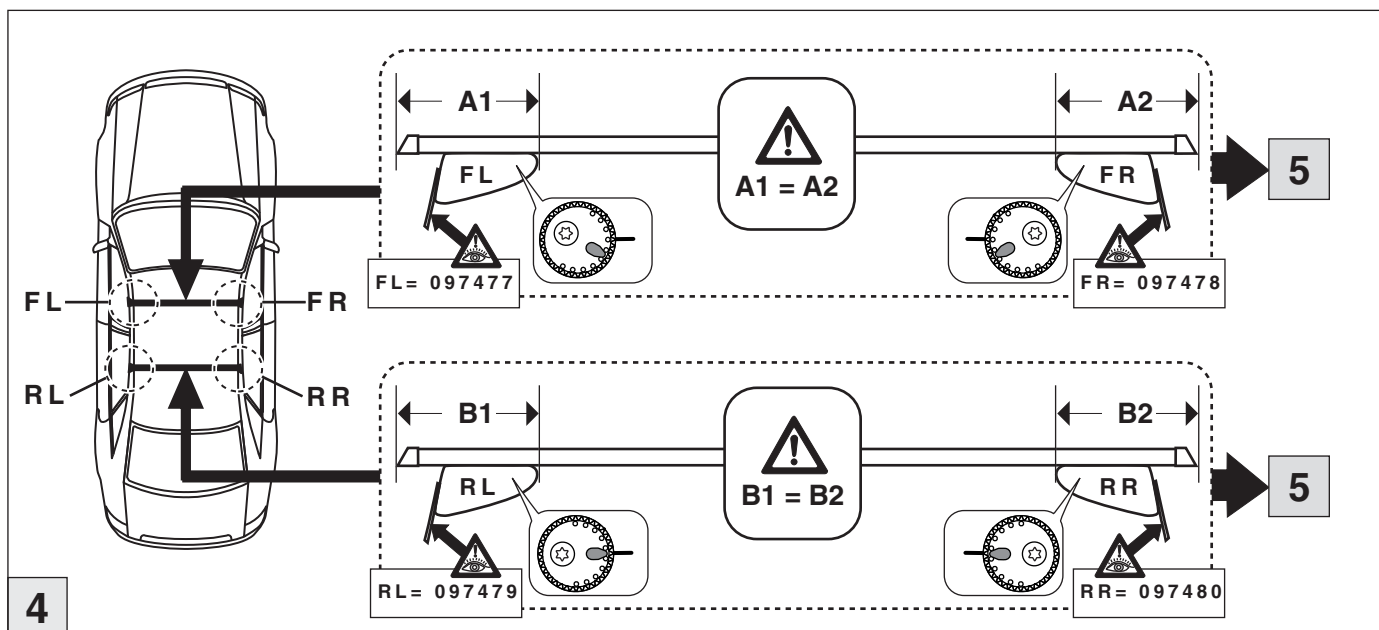 A1
A2
FL
FR
A1 = A2
5
FL= 097477
FR= 097478
FL
FR
RL
RR
B1
B2
RL
RR
B1 = B2
5
RL= 097479
RR= 097480
4